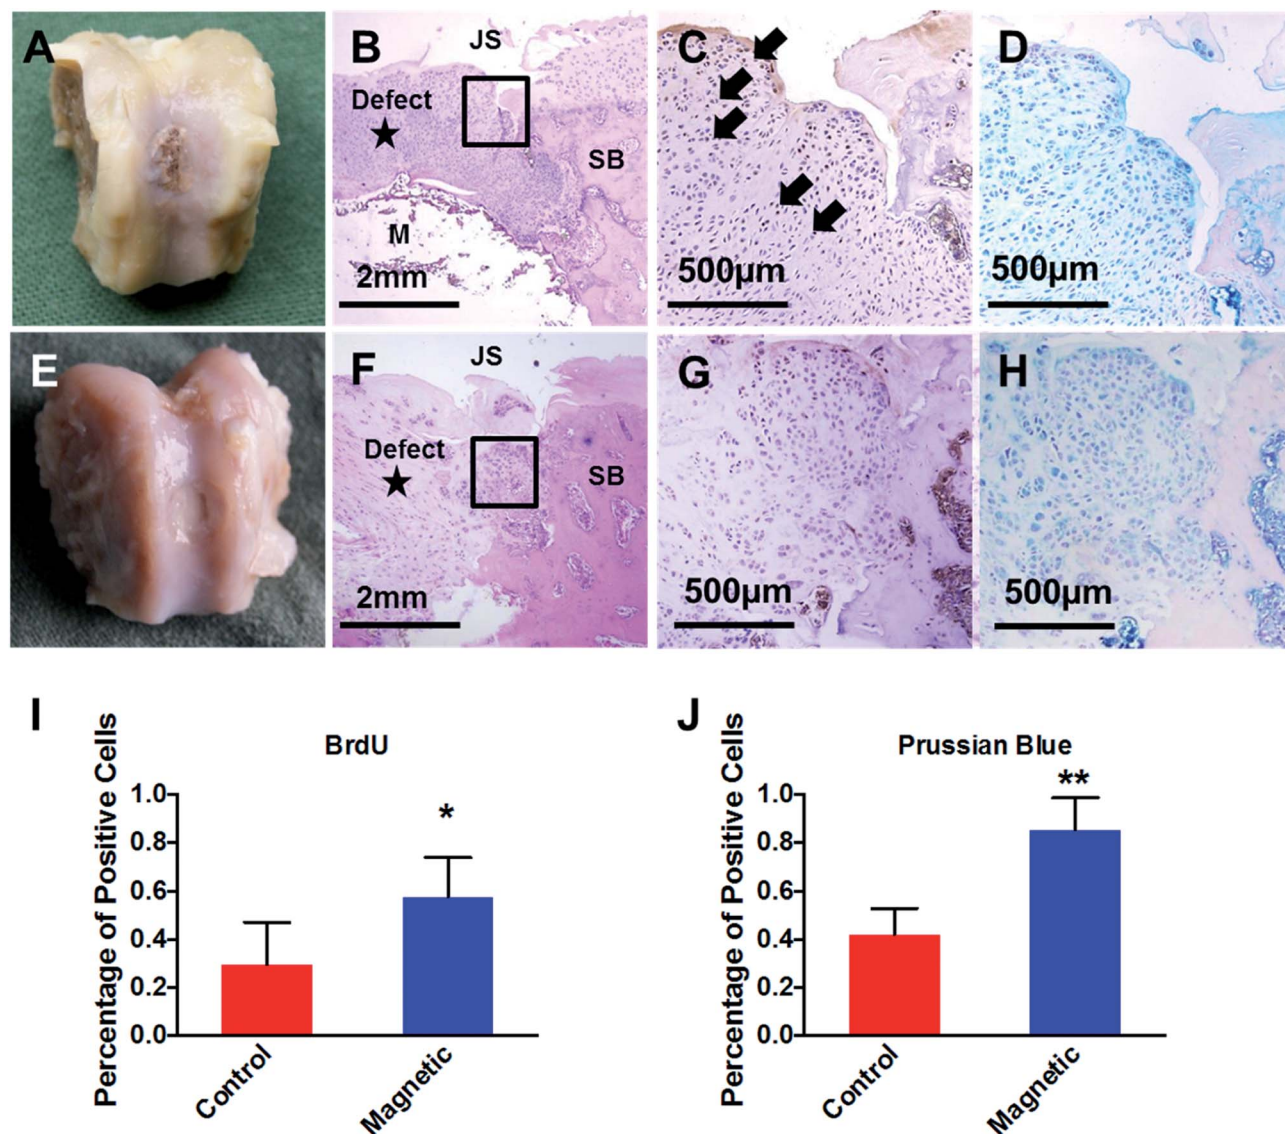 A
B
JS
Defect
★
SB
M
2mm
C
500µm
D
500µm
E
F
JS
Defect
★
SB
2mm
G
500µm
H
500µm
I
BrdU
Percentage of Positive Cells
1.0
0.8
0.6
0.4
0.2
0.0
*
Control
Magnetic
J
Prussian Blue
Percentage of Positive Cells
1.0
0.8
0.6
0.4
0.2
0.0
**
Control
Magnetic